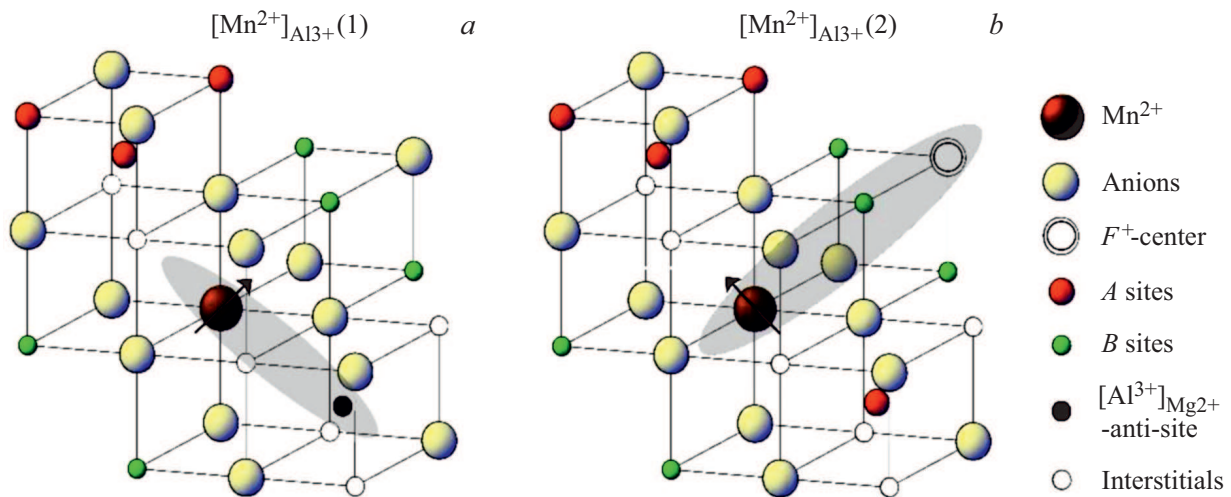 [Mn²⁺]Al3+(1) a
[Mn²⁺]Al3+(2) b
Mn²⁺
Anions
F⁺-center
A sites
B sites
[Al³⁺]Mg2+
-anti-site
Interstitials